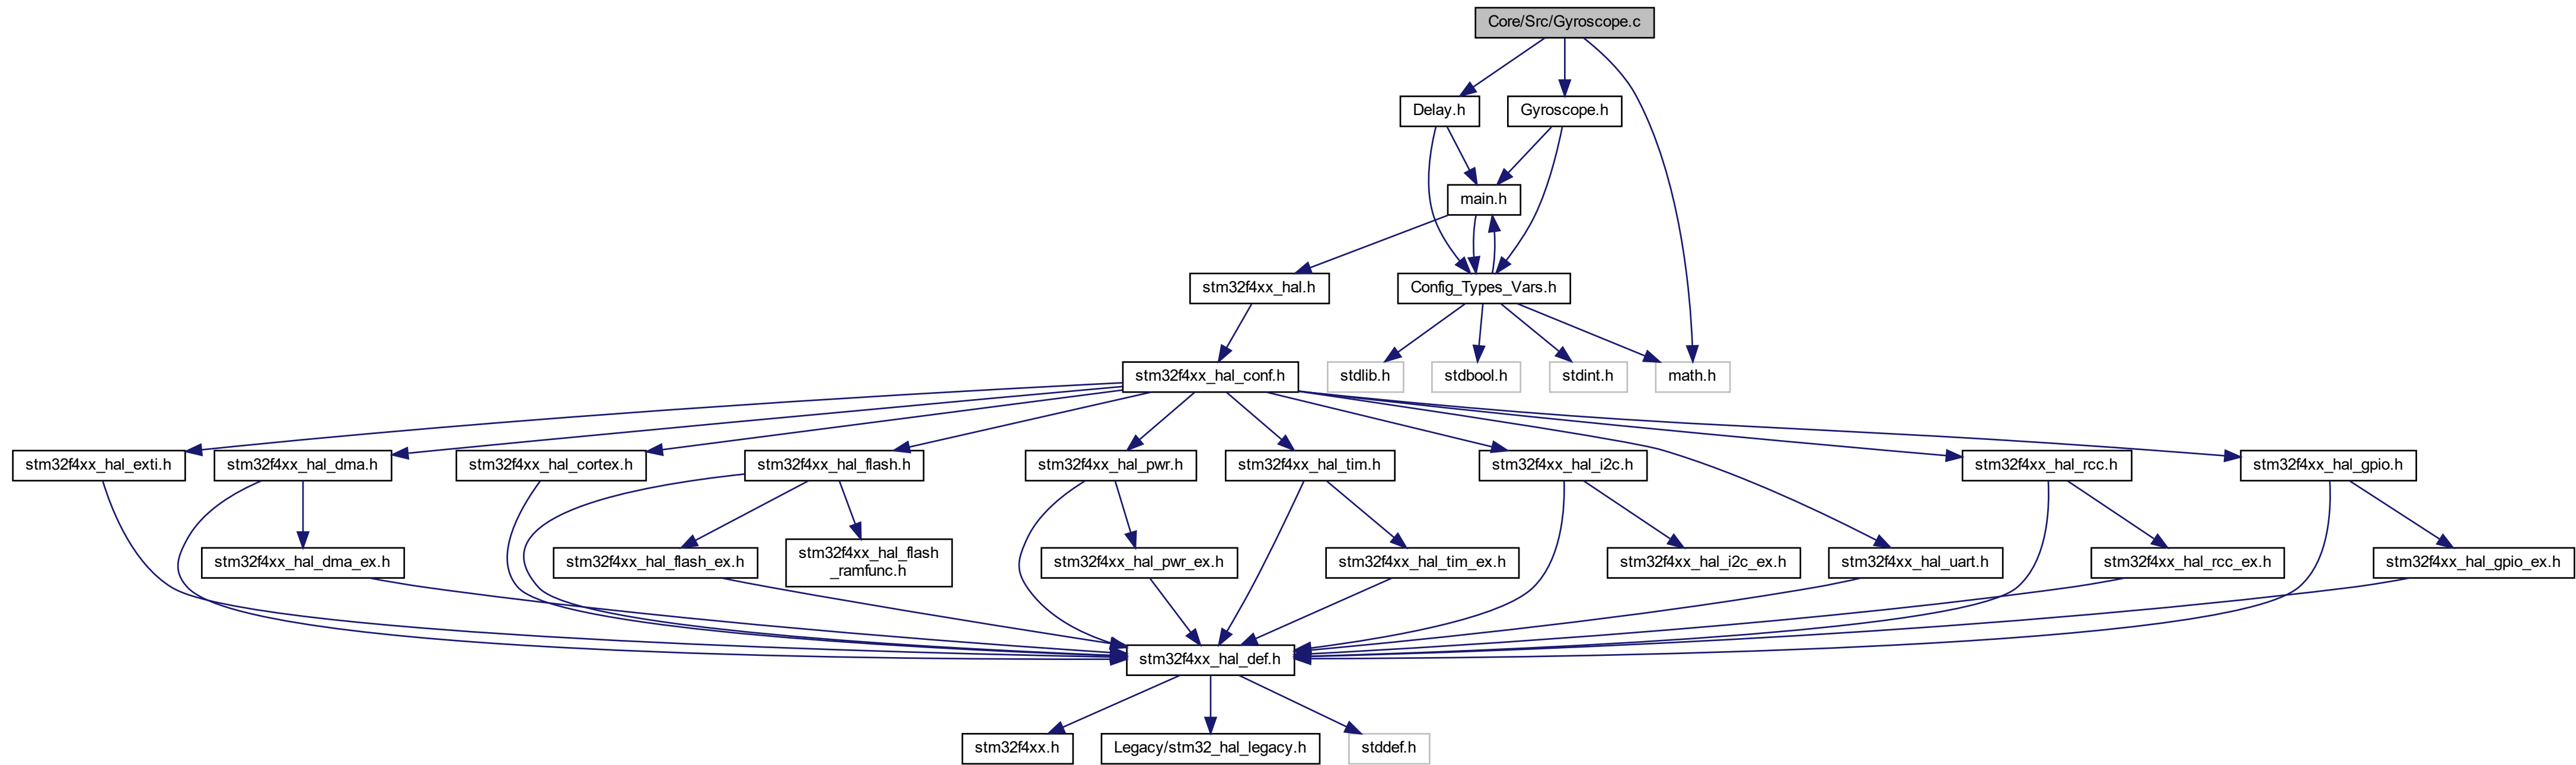 Core/Src/Gyroscope.c
Delay.h
Gyroscope.h
main.h
stm32f4xx_hal.h
Config_Types_Vars.h
stm32f4xx_hal_conf.h
stdlib.h
stdbool.h
stdint.h
math.h
stm32f4xx_hal_exti.h
stm32f4xx_hal_dma.h
stm32f4xx_hal_cortex.h
stm32f4xx_hal_flash.h
stm32f4xx_hal_pwr.h
stm32f4xx_hal_tim.h
stm32f4xx_hal_i2c.h
stm32f4xx_hal_rcc.h
stm32f4xx_hal_gpio.h
stm32f4xx_hal_dma_ex.h
stm32f4xx_hal_flash_ex.h
stm32f4xx_hal_flash
_ramfunc.h
stm32f4xx_hal_pwr_ex.h
stm32f4xx_hal_tim_ex.h
stm32f4xx_hal_i2c_ex.h
stm32f4xx_hal_uart.h
stm32f4xx_hal_rcc_ex.h
stm32f4xx_hal_gpio_ex.h
stm32f4xx_hal_def.h
stm32f4xx.h
Legacy/stm32_hal_legacy.h
stddef.h